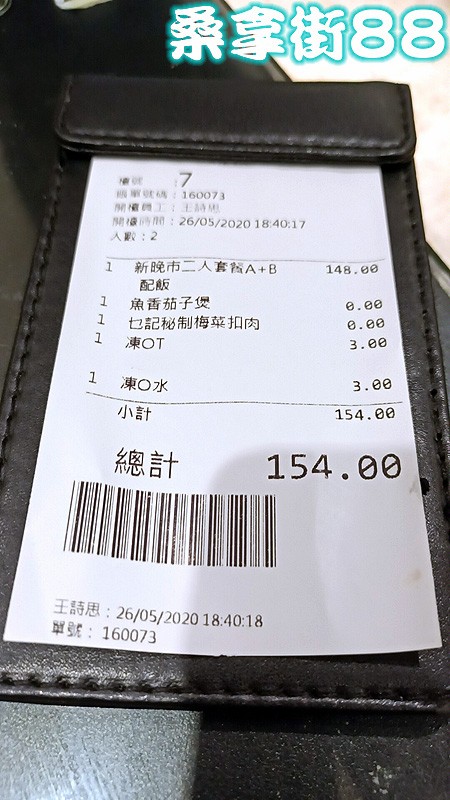 桑拿街88
檯號 :7
賬單號碼：160073
開檯員工：王詩思
開檯時間：26/05/2020 18:40:17
人數：2
1 新晚市二人套餐A+B 148.00
配飯
1 魚香茄子煲 0.00
1 乜記秘制梅菜扣肉 0.00
1 凍OT 3.00
1 凍O水 3.00
小計 154.00
總計 154.00
王詩思：26/05/2020 18:40:18
單號： 160073